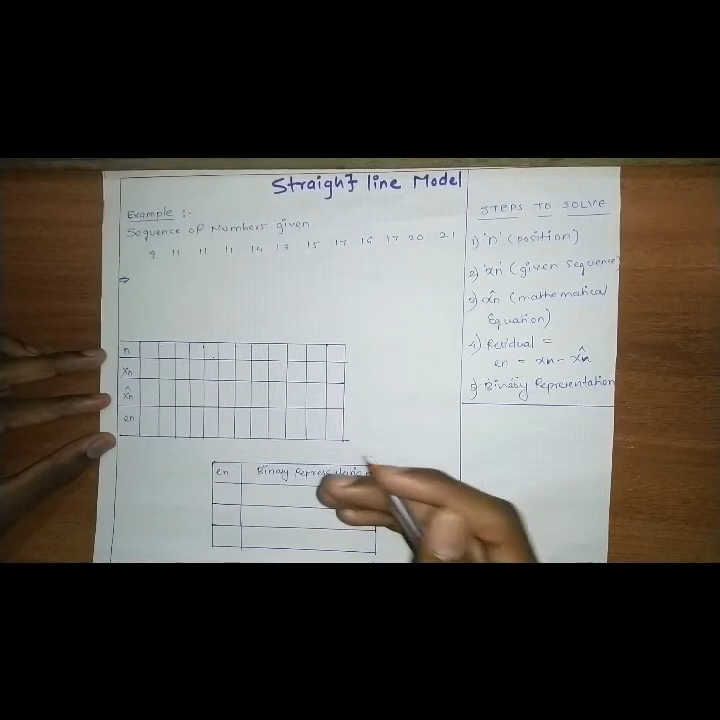 Straight line Model
Example :-
Sequence of Numbers given
9 11 11 11 14 13 15 17 16 17 20 21
⇒
n
xn
x̂n
en
en Binary Representation
STEPS TO SOLVE
1) 'n' (position)
2) 'xn' (given sequence)
3) x̂n (mathematical
Equation)
4) Residual =
en = xn - x̂n
5) Binary Representation